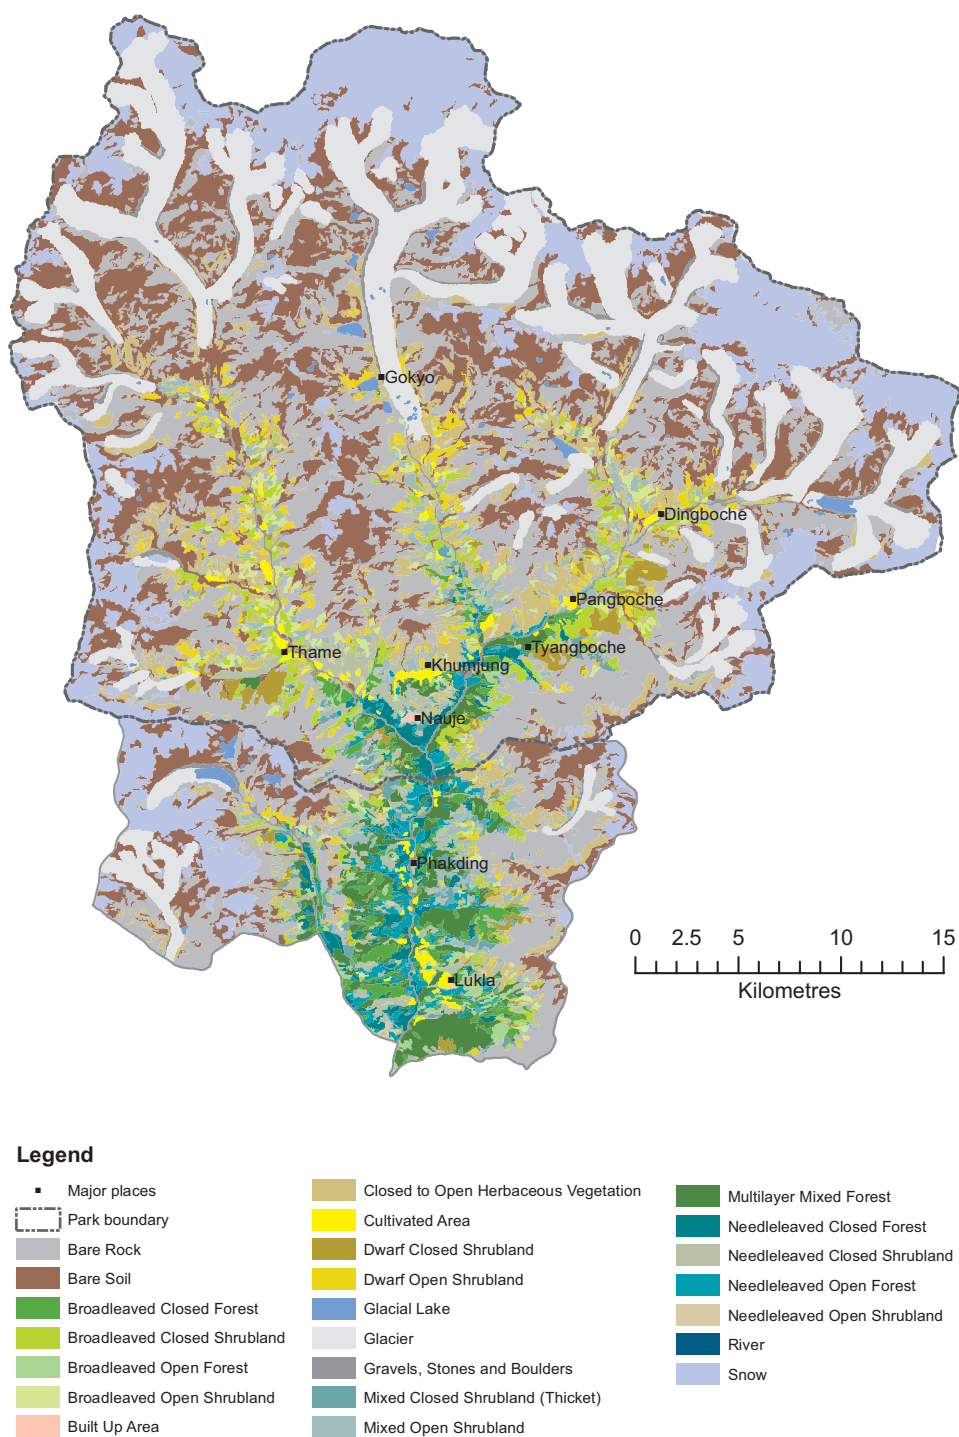 Gokyo
Dingboche
Pangboche
Tyangboche
Thame
Khumjung
Nauje
Phakding
Lukla
0 2.5 5 10 15
Kilometres
Legend
Major places
Park boundary
Bare Rock
Bare Soil
Broadleaved Closed Forest
Broadleaved Closed Shrubland
Broadleaved Open Forest
Broadleaved Open Shrubland
Built Up Area
Closed to Open Herbaceous Vegetation
Cultivated Area
Dwarf Closed Shrubland
Dwarf Open Shrubland
Glacial Lake
Glacier
Gravels, Stones and Boulders
Mixed Closed Shrubland (Thicket)
Mixed Open Shrubland
Multilayer Mixed Forest
Needleleaved Closed Forest
Needleleaved Closed Shrubland
Needleleaved Open Forest
Needleleaved Open Shrubland
River
Snow